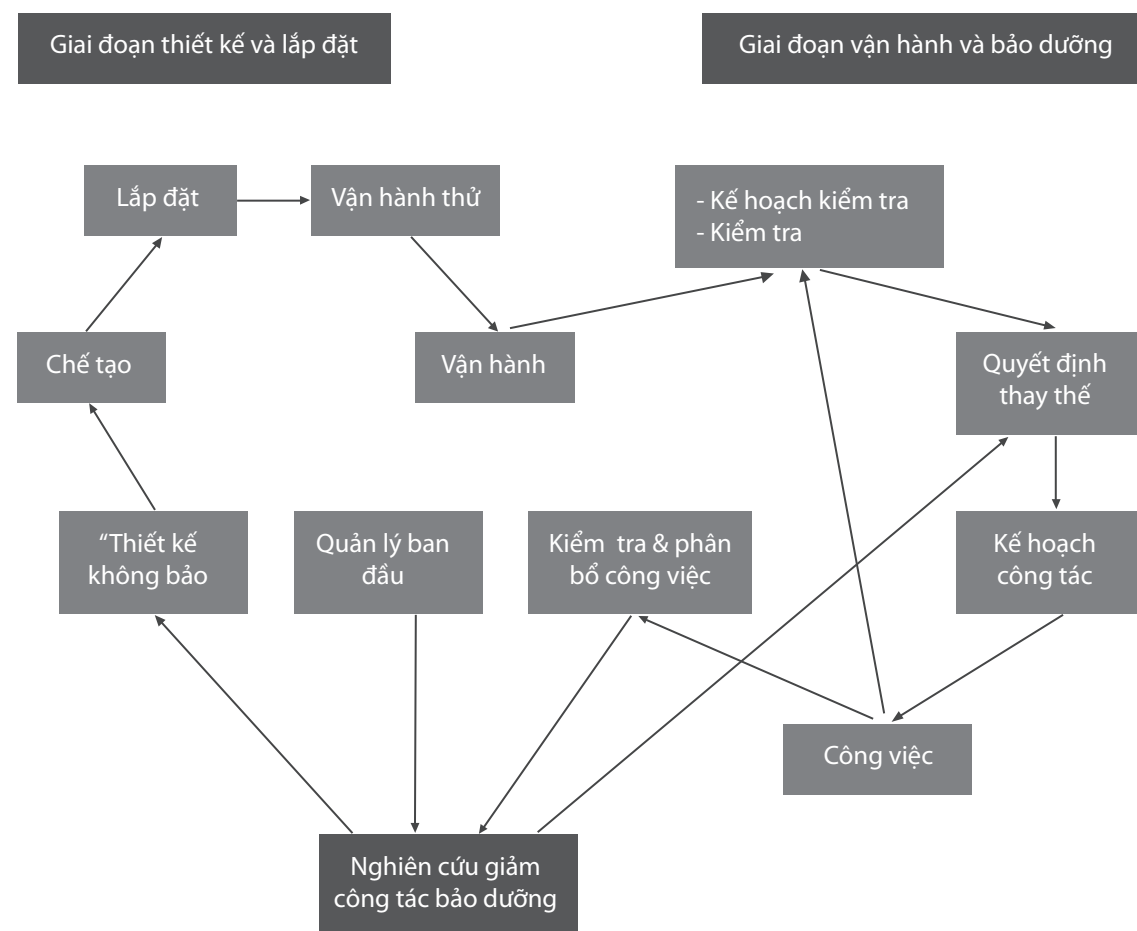 Giai đoạn thiết kế và lắp đặt
Giai đoạn vận hành và bảo dưỡng
Lắp đặt
Vận hành thử
- Kế hoạch kiểm tra
- Kiểm tra
Chế tạo
Vận hành
Quyết định
thay thế
“Thiết kế
không bảo
Quản lý ban
đầu
Kiểm tra & phân
bổ công việc
Kế hoạch
công tác
Công việc
Nghiên cứu giảm
công tác bảo dưỡng